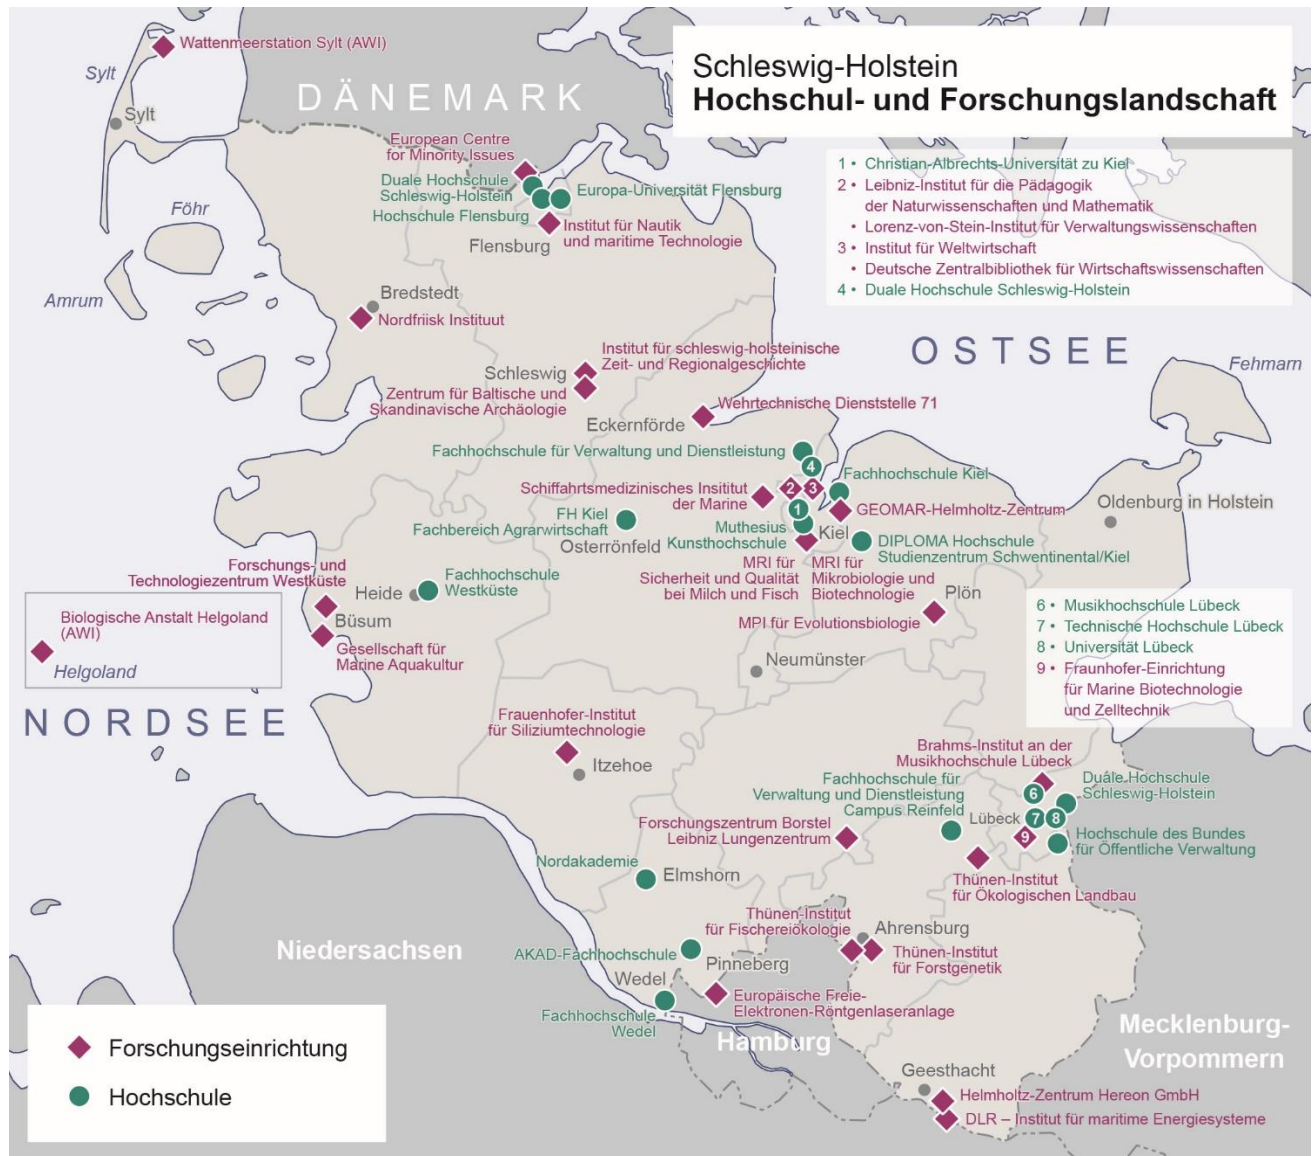 Schleswig-Holstein
Hochschul- und Forschungslandschaft
Wattenmeerstation Sylt (AWI)
Sylt
Sylt
DÄNEMARK
European Centre
for Minority Issues
Duale Hochschule
Schleswig-Holstein
Hochschule Flensburg
Europa-Universität Flensburg
Institut für Nautik
und maritime Technologie
Flensburg
1 • Christian-Albrechts-Universität zu Kiel
2 • Leibniz-Institut für die Pädagogik
der Naturwissenschaften und Mathematik
• Lorenz-von-Stein-Institut für Verwaltungswissenschaften
3 • Institut für Weltwirtschaft
• Deutsche Zentralbibliothek für Wirtschaftswissenschaften
4 • Duale Hochschule Schleswig-Holstein
Föhr
Amrum
Bredstedt
Nordfriisk Instituut
OSTSEE
Fehmarn
Schleswig
Institut für schleswig-holsteinische
Zeit- und Regionalgeschichte
Zentrum für Baltische und
Skandinavische Archäologie
Wehrtechnische Dienststelle 71
Eckernförde
Fachhochschule für Verwaltung und Dienstleistung
4
Schiffahrtsmedizinisches Insititut
der Marine
2
3
1
Fachhochschule Kiel
GEOMAR-Helmholtz-Zentrum
Oldenburg in Holstein
FH Kiel
Fachbereich Agrarwirtschaft
Osterrönfeld
Muthesius
Kunsthochschule
Kiel
DIPLOMA Hochschule
Studienzentrum Schwentinental/Kiel
MRI für
Sicherheit und Qualität
bei Milch und Fisch
MRI für
Mikrobiologie und
Biotechnologie
Plön
MPI für Evolutionsbiologie
Forschungs- und
Technologiezentrum Westküste
Heide
Fachhochschule
Westküste
Büsum
Gesellschaft für
Marine Aquakultur
Biologische Anstalt Helgoland
(AWI)
Helgoland
NORDSEE
Neumünster
6 • Musikhochschule Lübeck
7 • Technische Hochschule Lübeck
8 • Universität Lübeck
9 • Fraunhofer-Einrichtung
für Marine Biotechnologie
und Zelltechnik
Frauenhofer-Institut
für Siliziumtechnologie
Itzehoe
Brahms-Institut an der
Musikhochschule Lübeck
Duale Hochschule
Schleswig-Holstein
Fachhochschule für
Verwaltung und Dienstleistung
Campus Reinfeld
6
Lübeck
7
8
9
Hochschule des Bundes
für Öffentliche Verwaltung
Forschungszentrum Borstel
Leibniz Lungenzentrum
Thünen-Institut
für Ökologischen Landbau
Nordakademie
Elmshorn
Thünen-Institut
für Fischereiökologie
Ahrensburg
Thünen-Institut
für Forstgenetik
Niedersachsen
AKAD-Fachhochschule
Pinneberg
Wedel
Fachhochschule
Wedel
Europäische Freie-
Elektronen-Röntgenlaseranlage
Hamburg
Mecklenburg-
Vorpommern
Geesthacht
Helmholtz-Zentrum Hereon GmbH
DLR – Institut für maritime Energiesysteme
Forschungseinrichtung
Hochschule